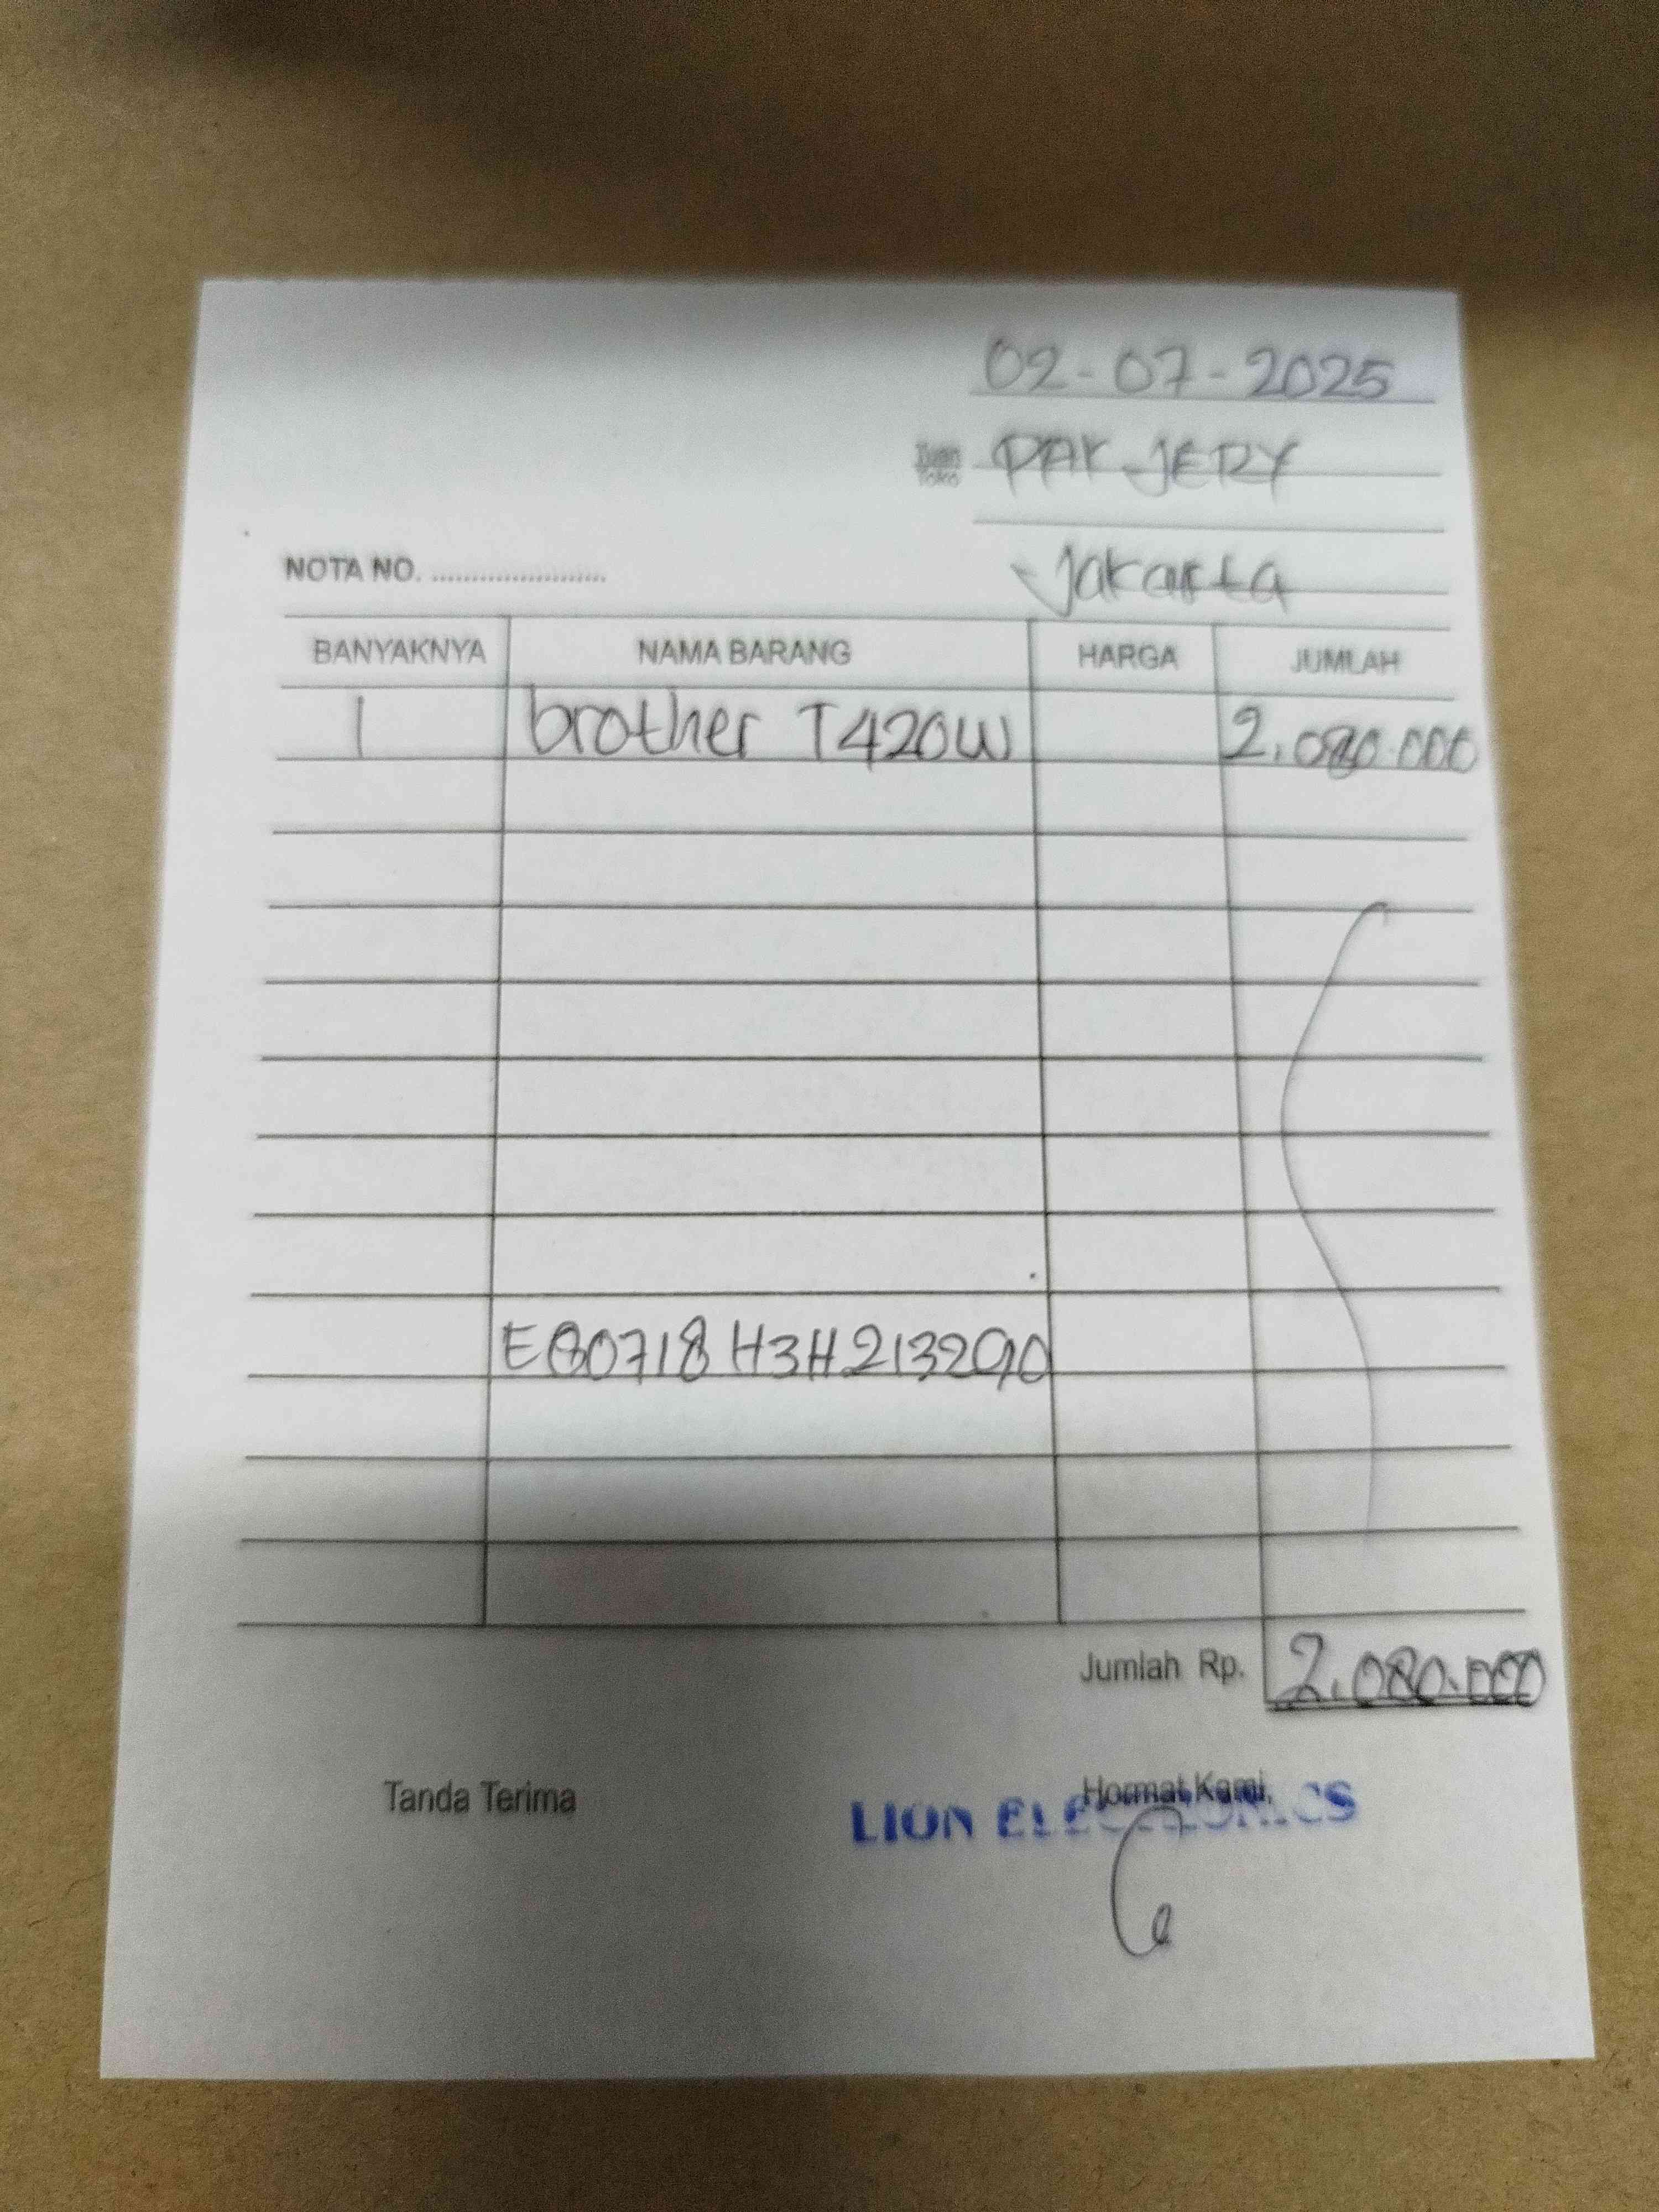 02-07-2025
Tuan
Toko
PAK JERY
Jakarta
NOTA NO. ......................
BANYAKNYA NAMA BARANG HARGA JUMLAH
1 brother T420W 2.080.000
E80718H3H213290
Jumlah Rp. 2.080.000
Tanda Terima
Hormat Kami,
LION ELECTRONICS